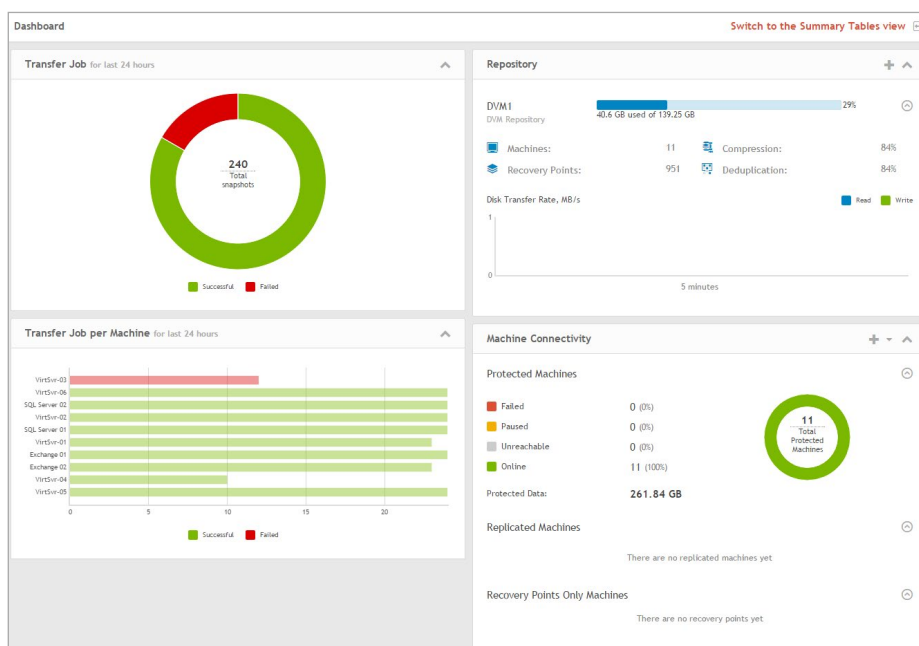 Dashboard
Switch to the Summary Tables view
Transfer Job for last 24 hours
240
Total
snapshots
Successful Failed
Transfer Job per Machine for last 24 hours
VirtSvr-03
VirtSvr-06
SQL Server 02
VirtSvr-02
SQL Server 01
VirtSvr-01
Exchange 01
Exchange 02
VirtSvr-04
VirtSvr-05
0 5 10 15 20
Successful Failed
Repository
DVM1
DVM Repository
29%
40.6 GB used of 139.25 GB
Machines: 11 Compression: 84%
Recovery Points: 951 Deduplication: 84%
Disk Transfer Rate, MB/s Read Write
1
0
5 minutes
Machine Connectivity
Protected Machines
Failed 0 (0%)
Paused 0 (0%)
Unreachable 0 (0%)
Online 11 (100%)
11
Total
Protected
Machines
Protected Data: 261.84 GB
Replicated Machines
There are no replicated machines yet
Recovery Points Only Machines
There are no recovery points yet